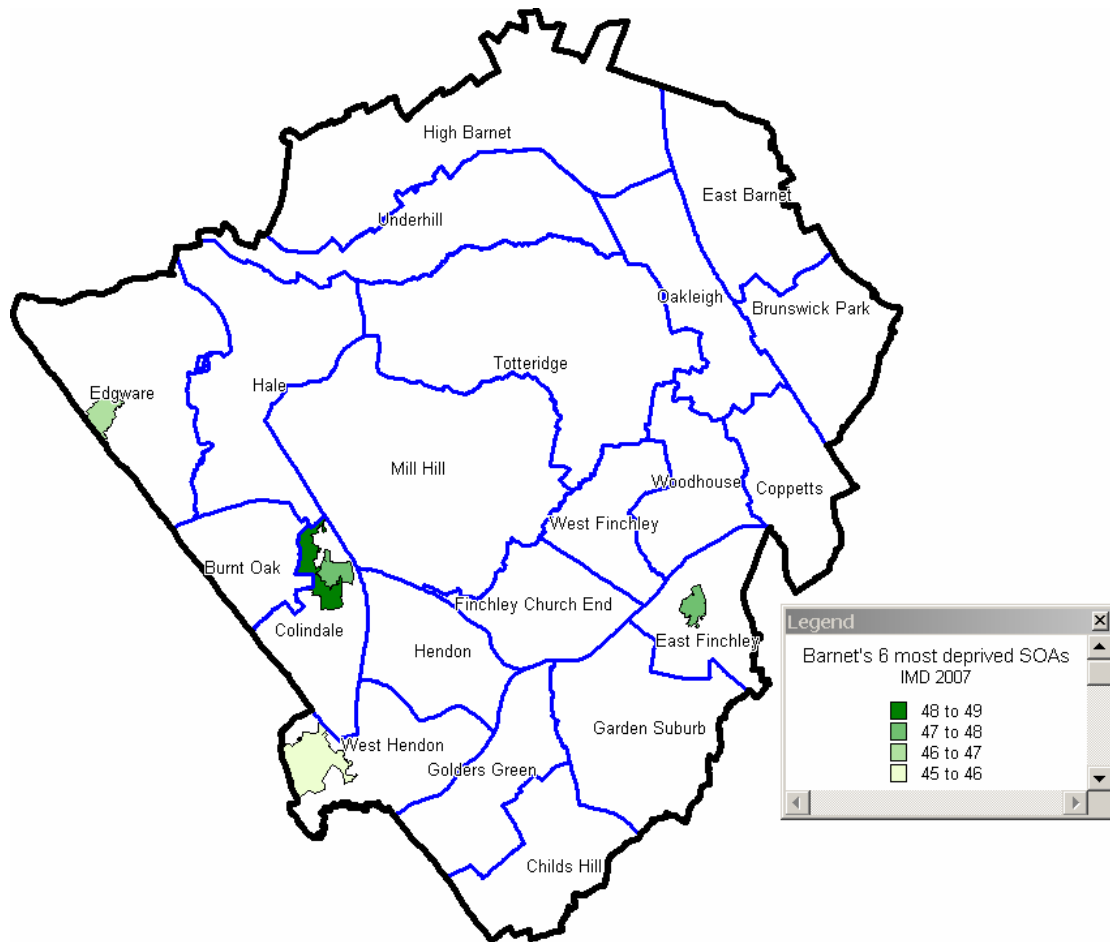 High Barnet
East Barnet
Underhill
Oakleigh
Brunswick Park
Totteridge
Hale
Edgware
Mill Hill
Woodhouse
Coppetts
West Finchley
Burnt Oak
Finchley Church End
Colindale
Hendon
East Finchley
Garden Suburb
West Hendon
Golders Green
Childs Hill
Legend
Barnet's 6 most deprived SOAs
IMD 2007
48 to 49
47 to 48
46 to 47
45 to 46